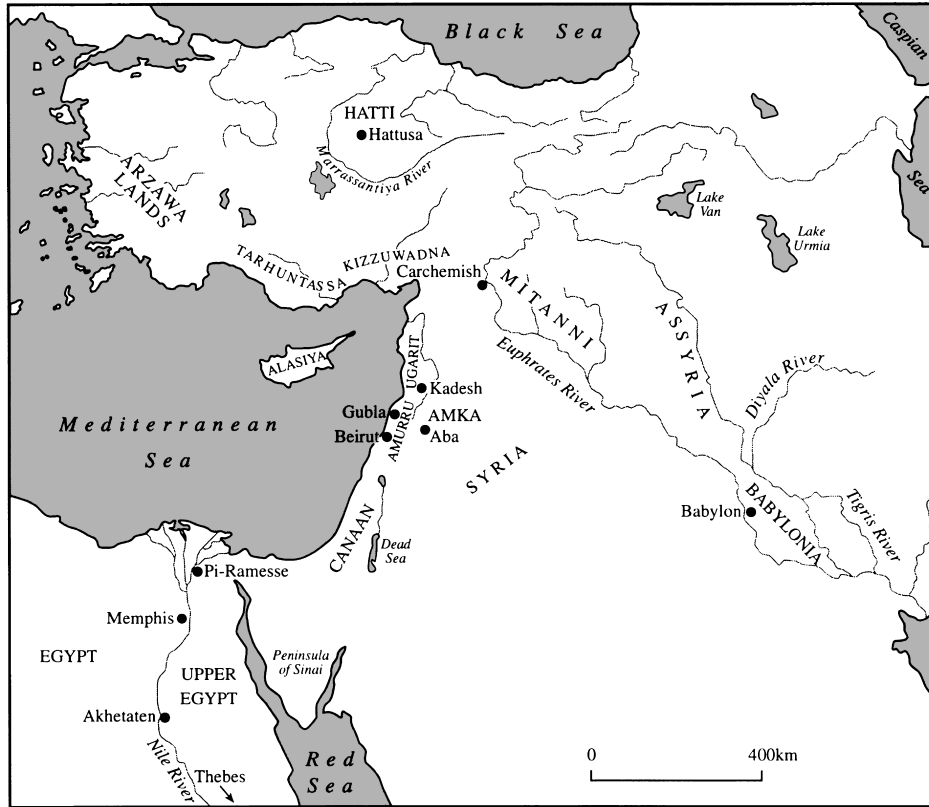 Black Sea
Caspian
Sea
HATTI
Hattusa
Marrassantiya River
ARZAWA
LANDS
Lake
Van
Lake
Urmia
TARHUNTASSA
KIZZUWADNA
Carchemish
MITANNI
ASSYRIA
Euphrates River
Diyala River
ALASIYA
UGARIT
Kadesh
Gubla
AMURRU
AMKA
Beirut
Aba
Mediterranean
Sea
SYRIA
Babylon
BABYLONIA
Tigris River
CANAAN
Dead
Sea
Pi-Ramesse
Memphis
EGYPT
UPPER
EGYPT
Peninsula
of Sinai
Akhetaten
Nile River
Thebes
Red
Sea
0 400km